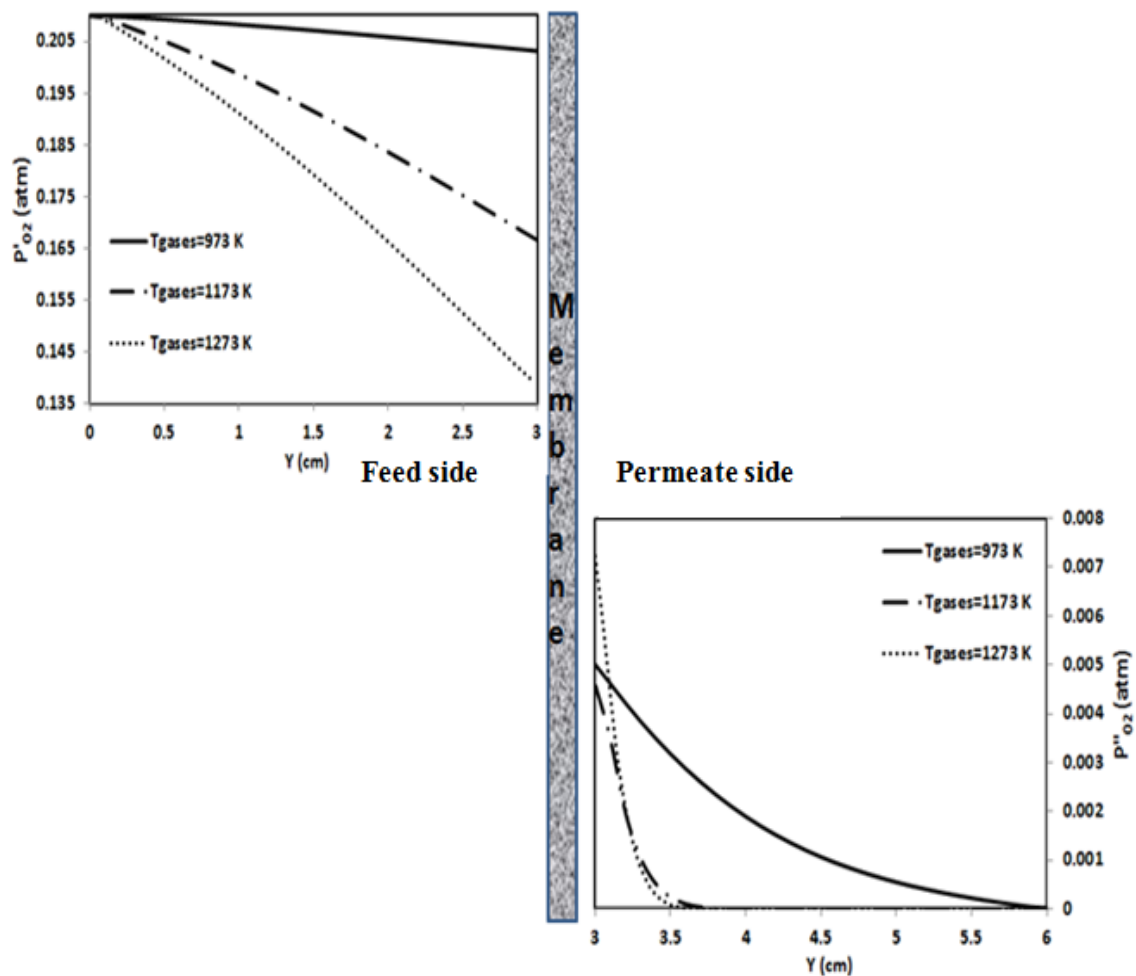 0.205
0.195
0.185
0.175
0.165
0.155
0.145
0.135
P'O2 (atm)
Tgases=973 K
Tgases=1173 K
Tgases=1273 K
0
0.5
1
1.5
2
2.5
3
Y (cm)
Feed side
Membrane
Permeate side
Tgases=973 K
Tgases=1173 K
Tgases=1273 K
0.008
0.007
0.006
0.005
0.004
0.003
0.002
0.001
0
P''O2 (atm)
3
3.5
4
4.5
5
5.5
6
Y (cm)